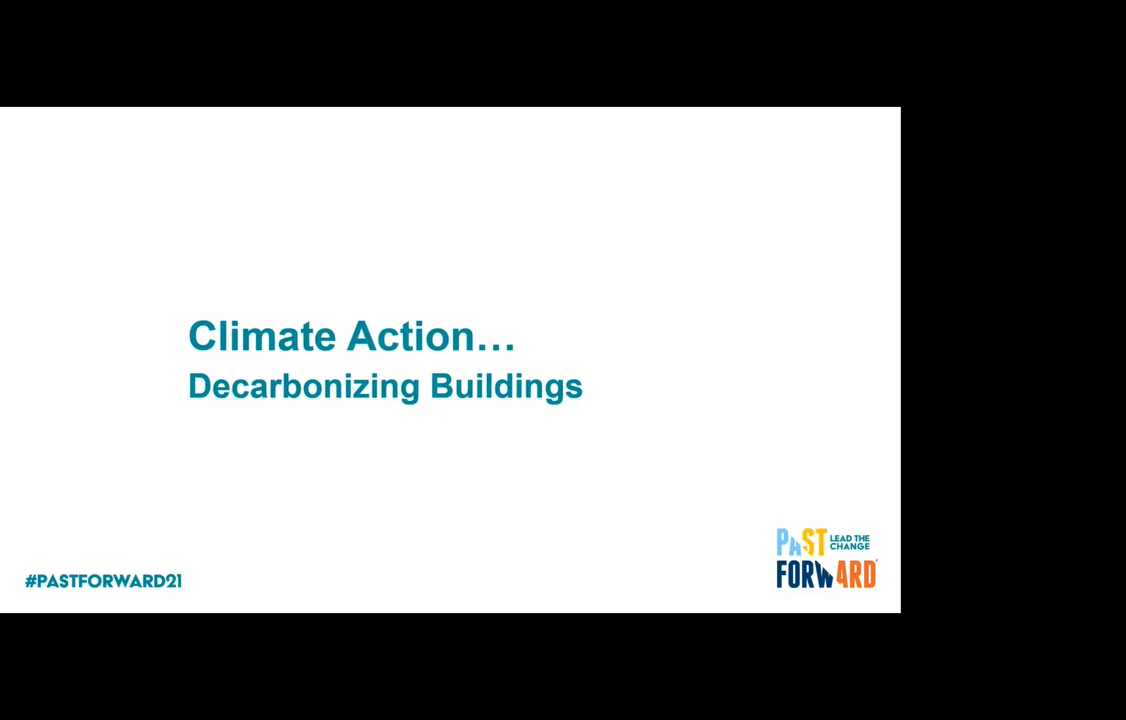 Climate Action…
Decarbonizing Buildings
PAST LEAD THE
CHANGE
FORWARD
#PASTFORWARD21